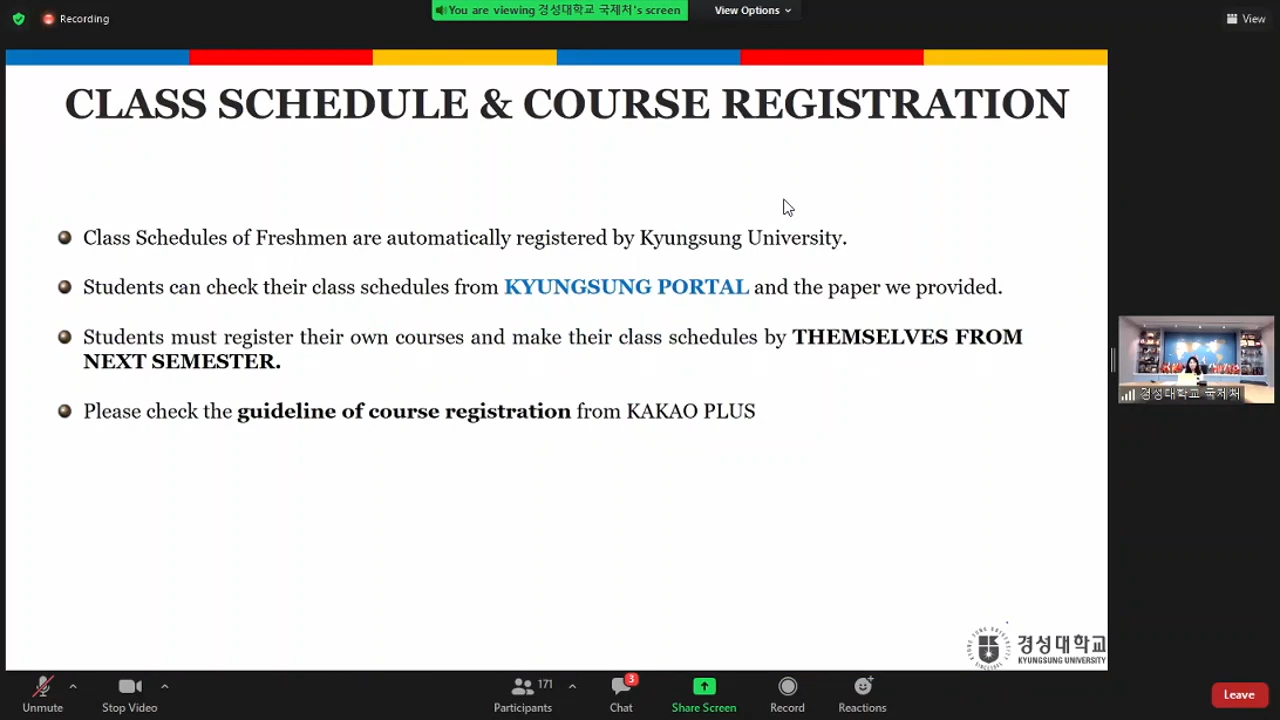 Recording
You are viewing 경성대학교 국제처's screen
View Options
View
CLASS SCHEDULE & COURSE REGISTRATION
Class Schedules of Freshmen are automatically registered by Kyungsung University.
Students can check their class schedules from KYUNGSUNG PORTAL and the paper we provided.
Students must register their own courses and make their class schedules by THEMSELVES FROM
NEXT SEMESTER.
Please check the guideline of course registration from KAKAO PLUS
경성대학교 국제처
경성대학교
KYUNGSUNG UNIVERSITY
Unmute
Stop Video
171
Participants
3
Chat
Share Screen
Record
Reactions
Leave